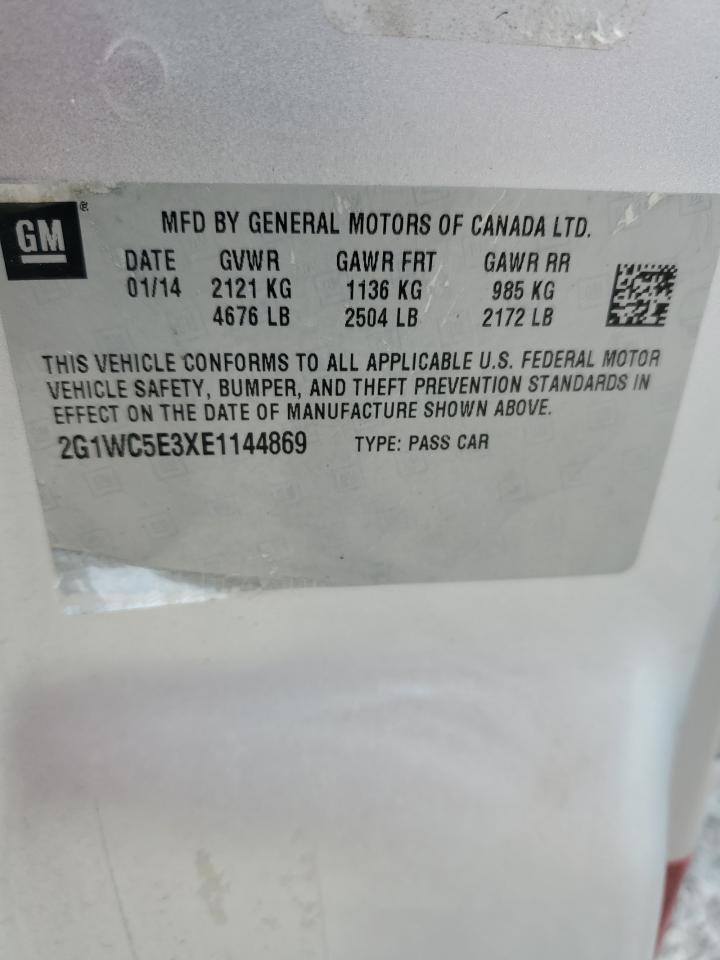 GM®
MFD BY GENERAL MOTORS OF CANADA LTD.
DATE GVWR GAWR FRT GAWR RR
01/14 2121 KG 1136 KG 985 KG
4676 LB 2504 LB 2172 LB
THIS VEHICLE CONFORMS TO ALL APPLICABLE U.S. FEDERAL MOTOR
VEHICLE SAFETY, BUMPER, AND THEFT PREVENTION STANDARDS IN
EFFECT ON THE DATE OF MANUFACTURE SHOWN ABOVE.
2G1WC5E3XE1144869 TYPE: PASS CAR